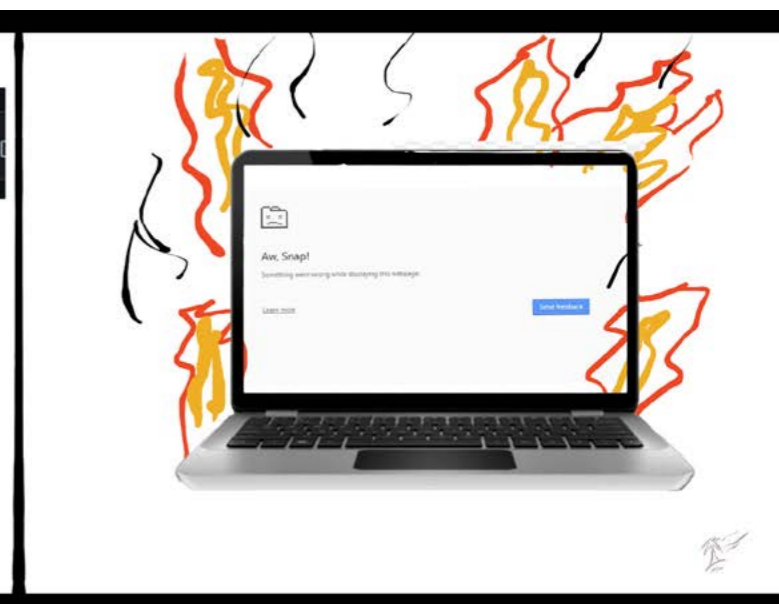 Aw, Snap!
Something went wrong while displaying this webpage.
Learn more
Send feedback